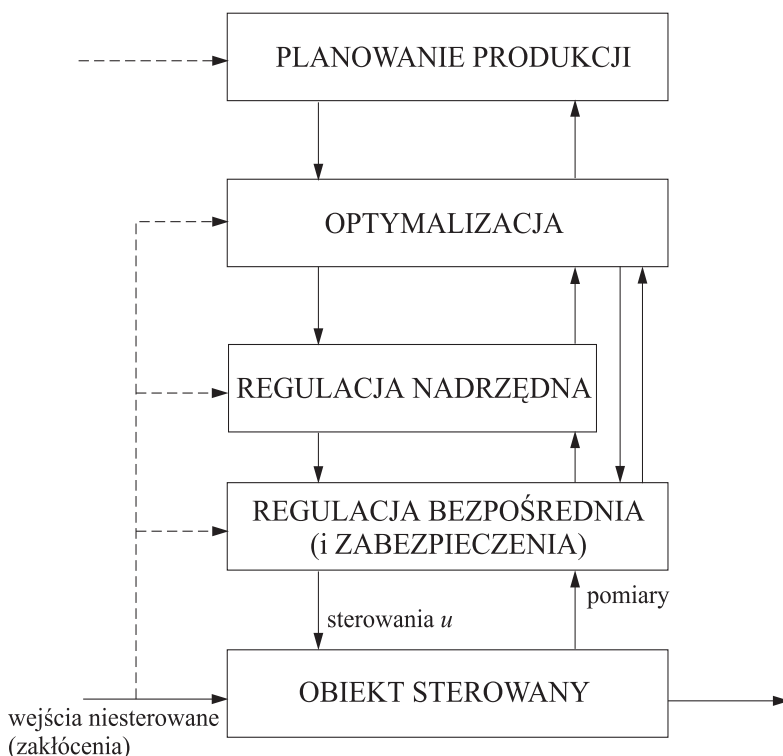 PLANOWANIE PRODUKCJI
OPTYMALIZACJA
REGULACJA NADRZĘDNA
REGULACJA BEZPOŚREDNIA
(i ZABEZPIECZENIA)
pomiary
sterowania u
OBIEKT STEROWANY
wejścia niesterowane
(zakłócenia)